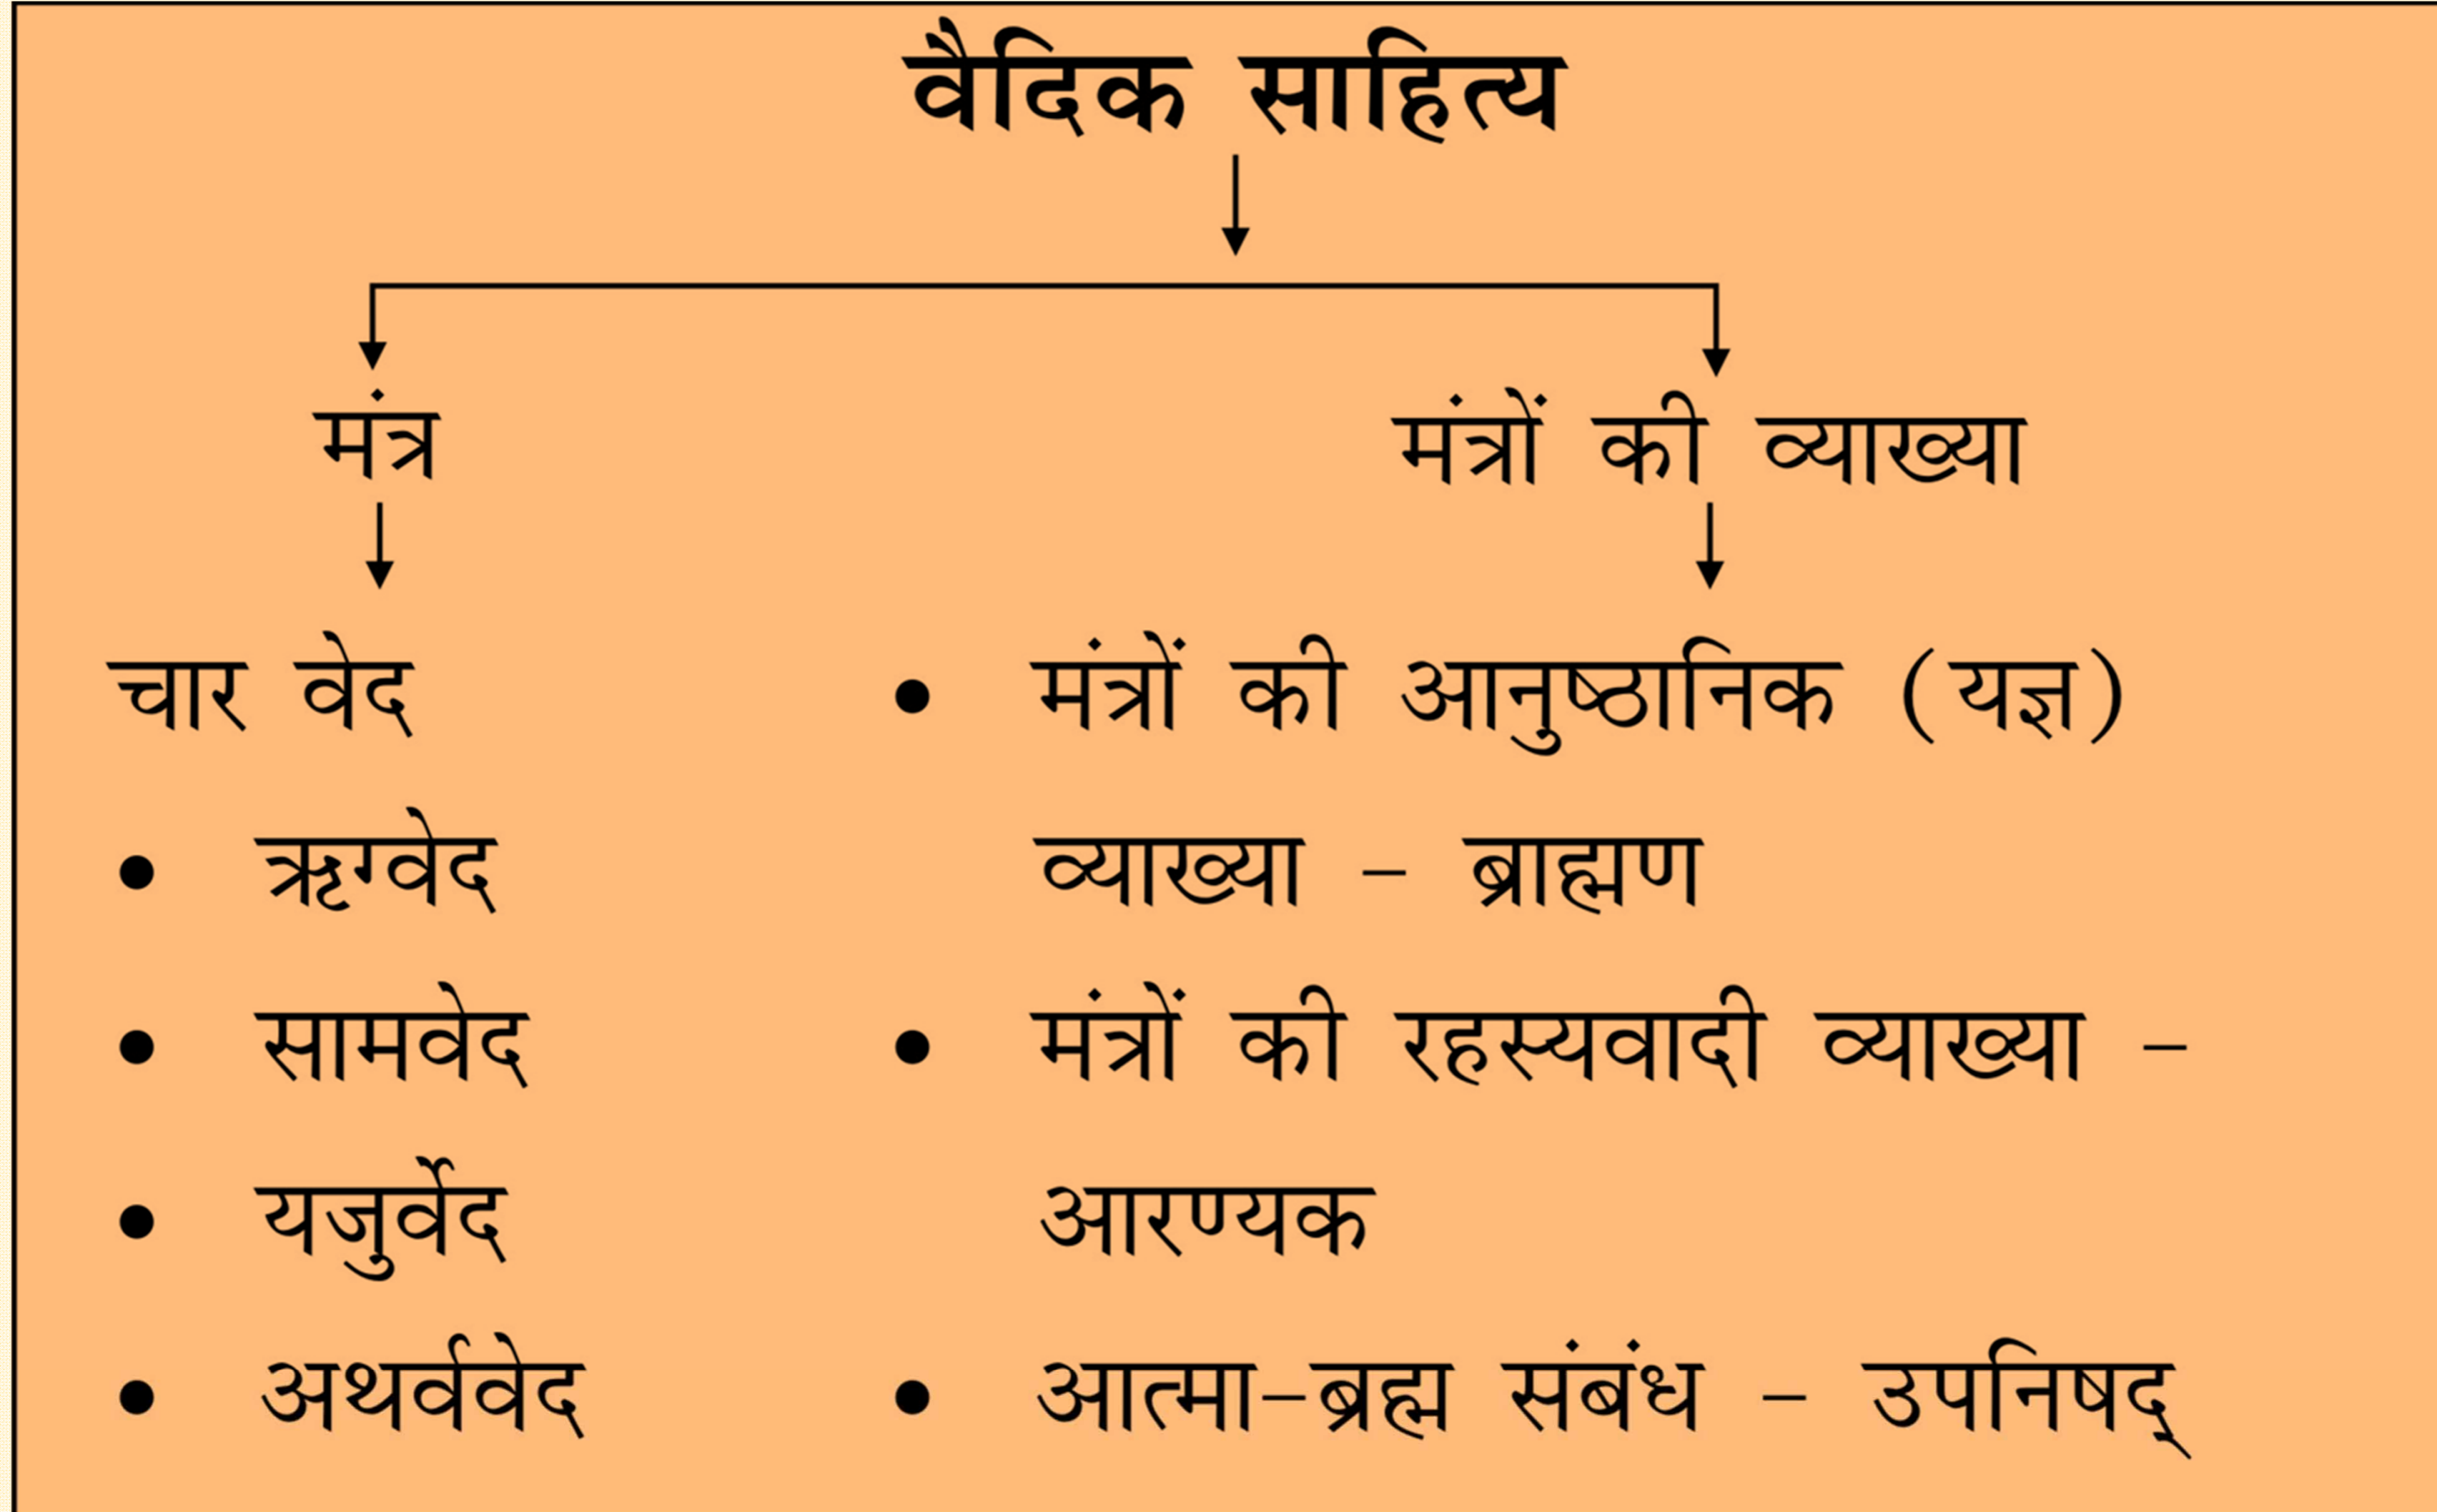 वैदिक साहित्य
मंत्र
मंत्रों की व्याख्या
चार वेद
• ऋग्वेद
• सामवेद
• यजुर्वेद
• अथर्ववेद
• मंत्रों की आनुष्ठानिक (यज्ञ)
व्याख्या – ब्राह्मण
• मंत्रों की रहस्यवादी व्याख्या –
आरण्यक
• आत्मा–ब्रह्म संबंध – उपनिषद्